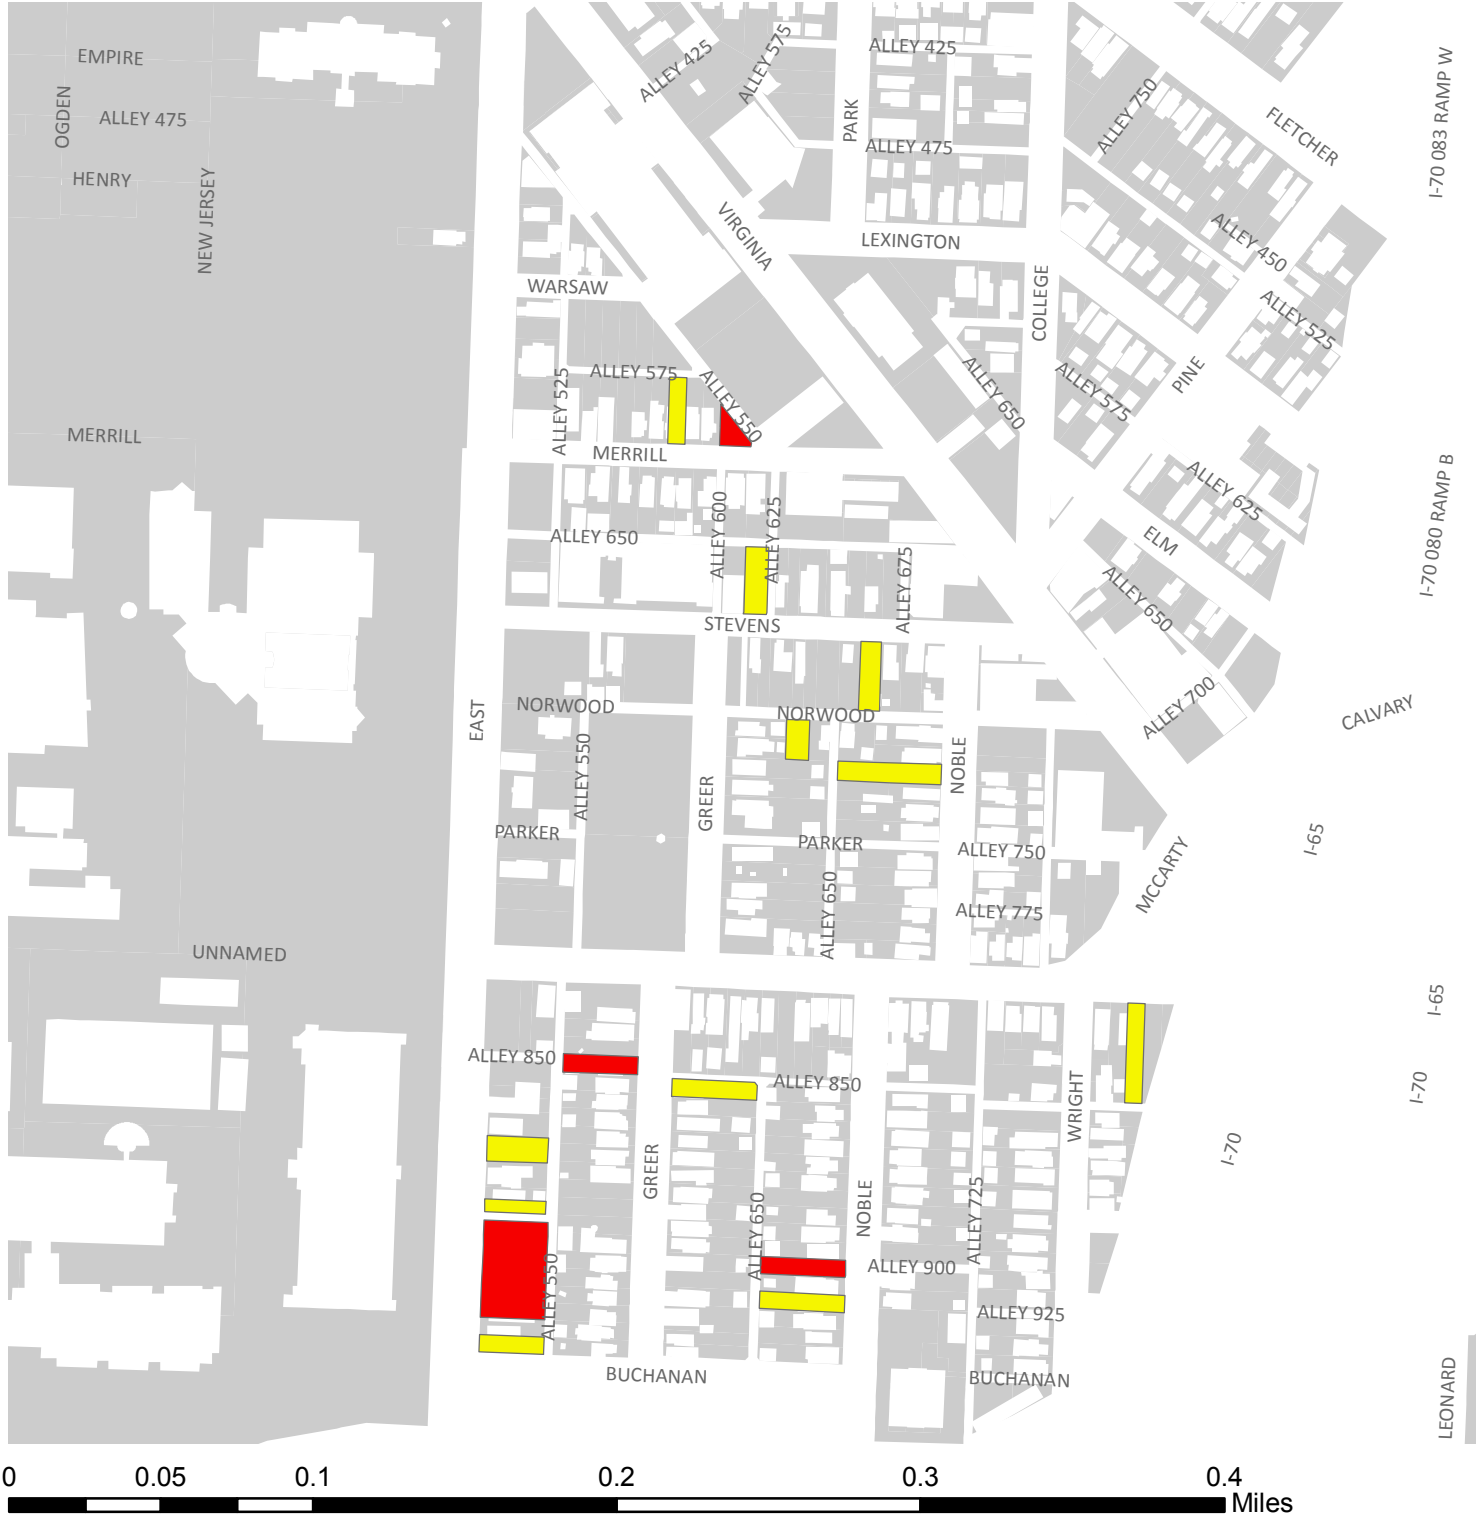 EMPIRE
ALLEY 425
ALLEY 575
ALLEY 425
I-70 083 RAMP W
OGDEN
ALLEY 475
PARK
ALLEY 750
FLETCHER
ALLEY 475
HENRY
NEW JERSEY
VIRGINIA
LEXINGTON
ALLEY 450
WARSAW
COLLEGE
ALLEY 525
ALLEY 575
ALLEY 525
ALLEY 550
ALLEY 650
ALLEY 575
PINE
MERRILL
MERRILL
ALLEY 600
ALLEY 625
ALLEY 625
I-70 080 RAMP B
ALLEY 650
ALLEY 675
ELM
ALLEY 650
STEVENS
EAST
NORWOOD
NORWOOD
ALLEY 700
CALVARY
ALLEY 550
GREER
NOBLE
PARKER
PARKER
ALLEY 750
MCCARTY
I-65
ALLEY 650
ALLEY 775
UNNAMED
I-65
ALLEY 850
ALLEY 850
WRIGHT
I-70
GREER
I-70
ALLEY 650
NOBLE
ALLEY 725
ALLEY 550
ALLEY 900
ALLEY 925
BUCHANAN
BUCHANAN
LEONARD
0 0.05 0.1 0.2 0.3 0.4
Miles